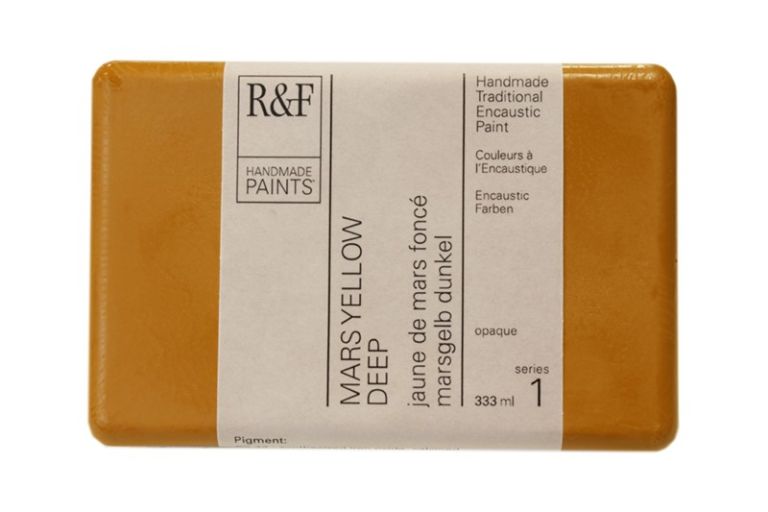 R&F
HANDMADE
PAINTS
MARS YELLOW
DEEP
jaune de mars foncé
marsgelb dunkel
Handmade
Traditional
Encaustic
Paint
Couleurs à
l'Encaustique
Encaustic
Farben
opaque
series
333 ml 1
Pigment: